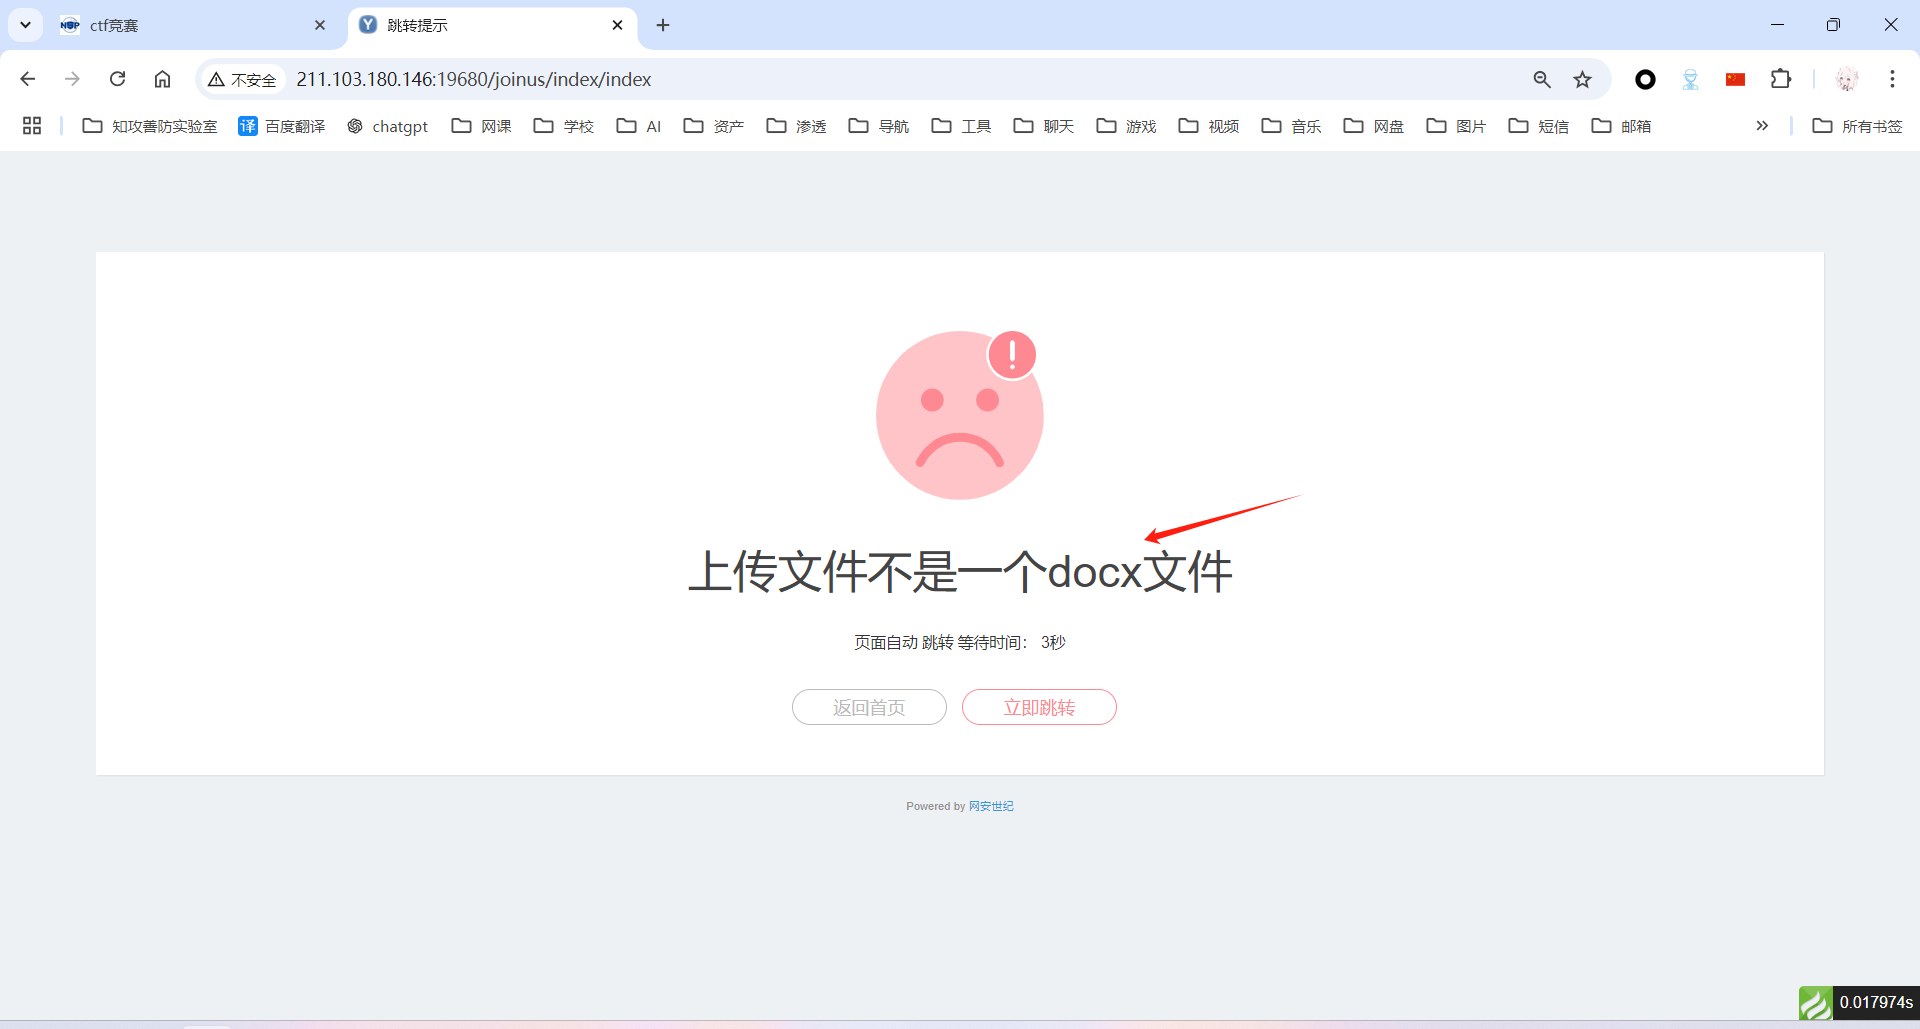 ctf竞赛
跳转提示
不安全 211.103.180.146:19680/joinus/index/index
知攻善防实验室 译 百度翻译 chatgpt 网课 学校 AI 资产 渗透 导航 工具 聊天 游戏 视频 音乐 网盘 图片 短信 邮箱 » 所有书签
上传文件不是一个docx文件
页面自动 跳转 等待时间： 3秒
返回首页 立即跳转
Powered by 网安世纪
0.017974s